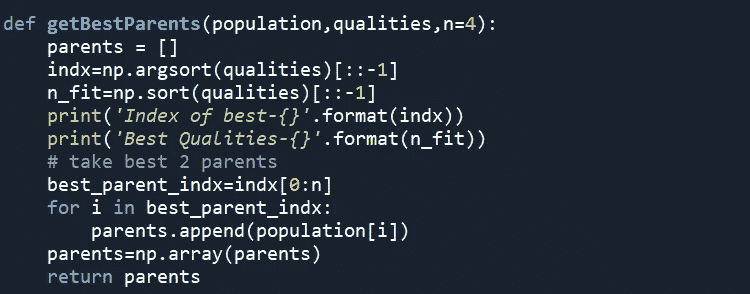 def getBestParents(population,qualities,n=4):
    parents = []
    indx=np.argsort(qualities)[::-1]
    n_fit=np.sort(qualities)[::-1]
    print('Index of best-{}'.format(indx))
    print('Best Qualities-{}'.format(n_fit))
    # take best 2 parents
    best_parent_indx=indx[0:n]
    for i in best_parent_indx:
        parents.append(population[i])
    parents=np.array(parents)
    return parents